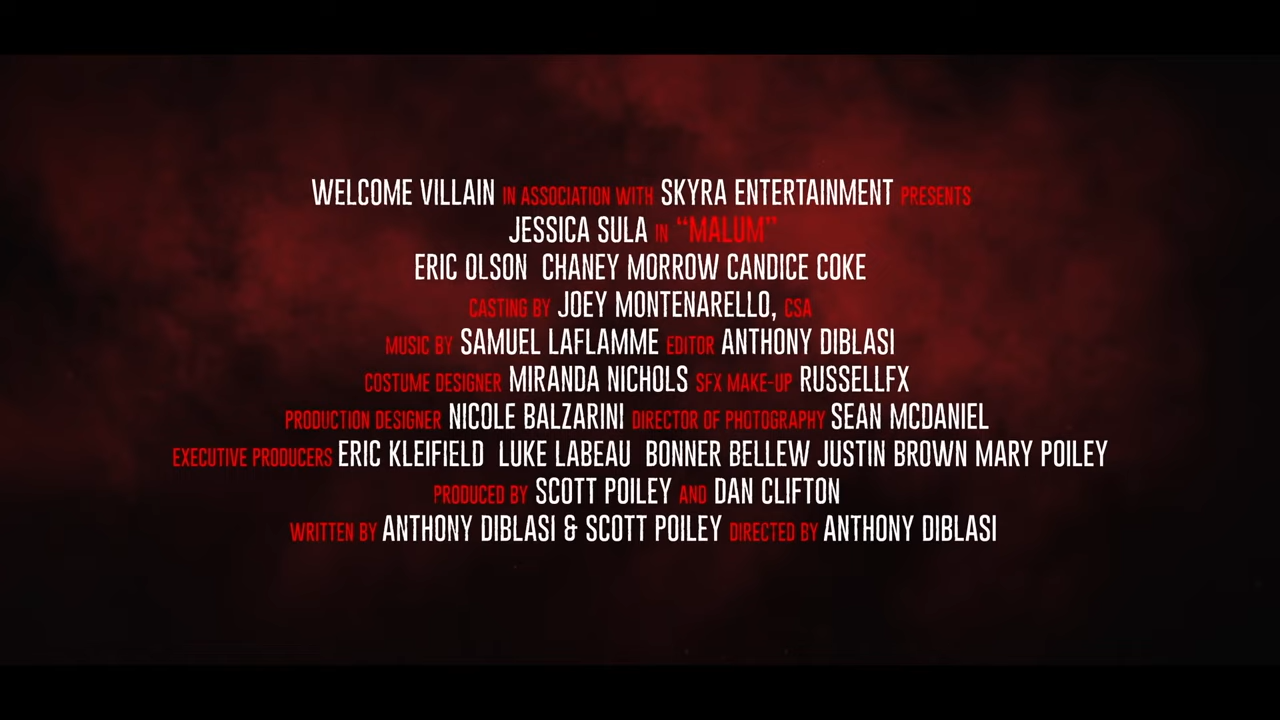 WELCOME VILLAIN IN ASSOCIATION WITH SKYRA ENTERTAINMENT PRESENTS
JESSICA SULA IN “MALUM”
ERIC OLSON CHANEY MORROW CANDICE COKE
CASTING BY JOEY MONTENARELLO, CSA
MUSIC BY SAMUEL LAFLAMME EDITOR ANTHONY DIBLASI
COSTUME DESIGNER MIRANDA NICHOLS SFX MAKE-UP RUSSELLFX
PRODUCTION DESIGNER NICOLE BALZARINI DIRECTOR OF PHOTOGRAPHY SEAN MCDANIEL
EXECUTIVE PRODUCERS ERIC KLEIFIELD LUKE LABEAU BONNER BELLEW JUSTIN BROWN MARY POILEY
PRODUCED BY SCOTT POILEY AND DAN CLIFTON
WRITTEN BY ANTHONY DIBLASI & SCOTT POILEY DIRECTED BY ANTHONY DIBLASI